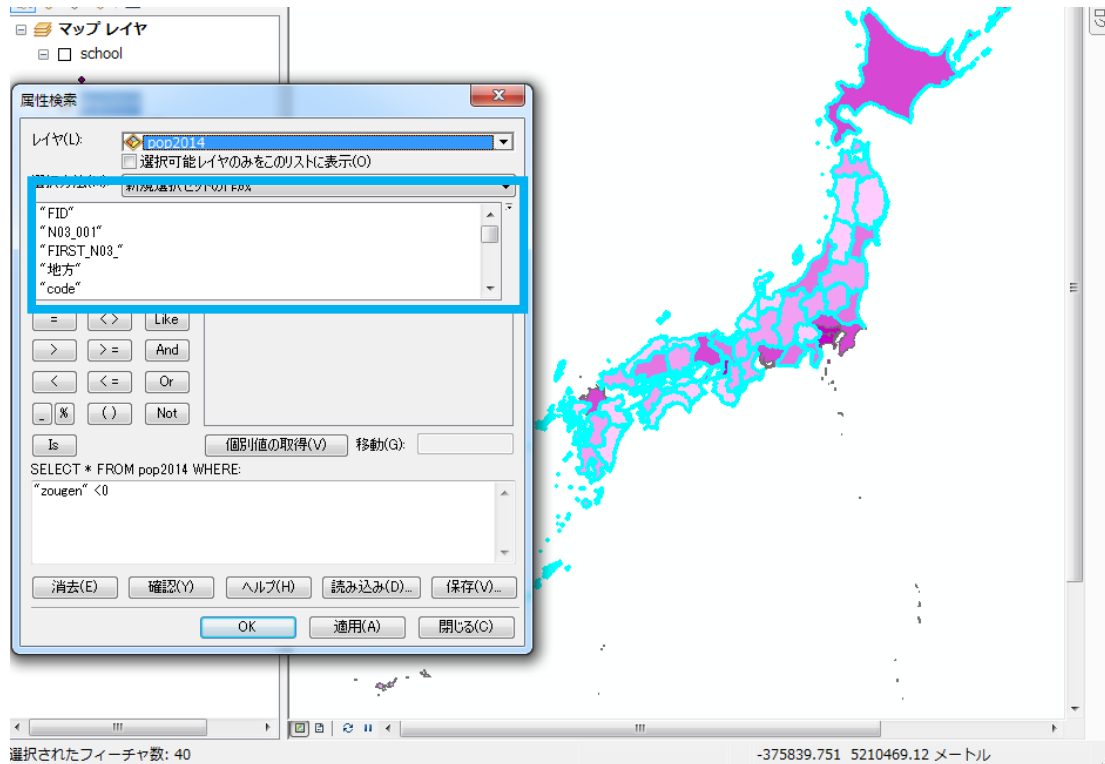 マップ レイヤ
school
属性検索
レイヤ(L):
pop2014
選択可能レイヤのみをこのリストに表示(O)
"FID"
"N03_001"
"FIRST_N03_"
"地方"
"code"
= <> Like
> >= And
< <= Or
_ % () Not
Is 個別値の取得(V) 移動(G):
SELECT * FROM pop2014 WHERE:
"zougen" <0
消去(E) 確認(Y) ヘルプ(H) 読み込み(D)... 保存(V)...
OK 適用(A) 閉じる(C)
選択されたフィーチャ数: 40
-375839.751 5210469.12 メートル